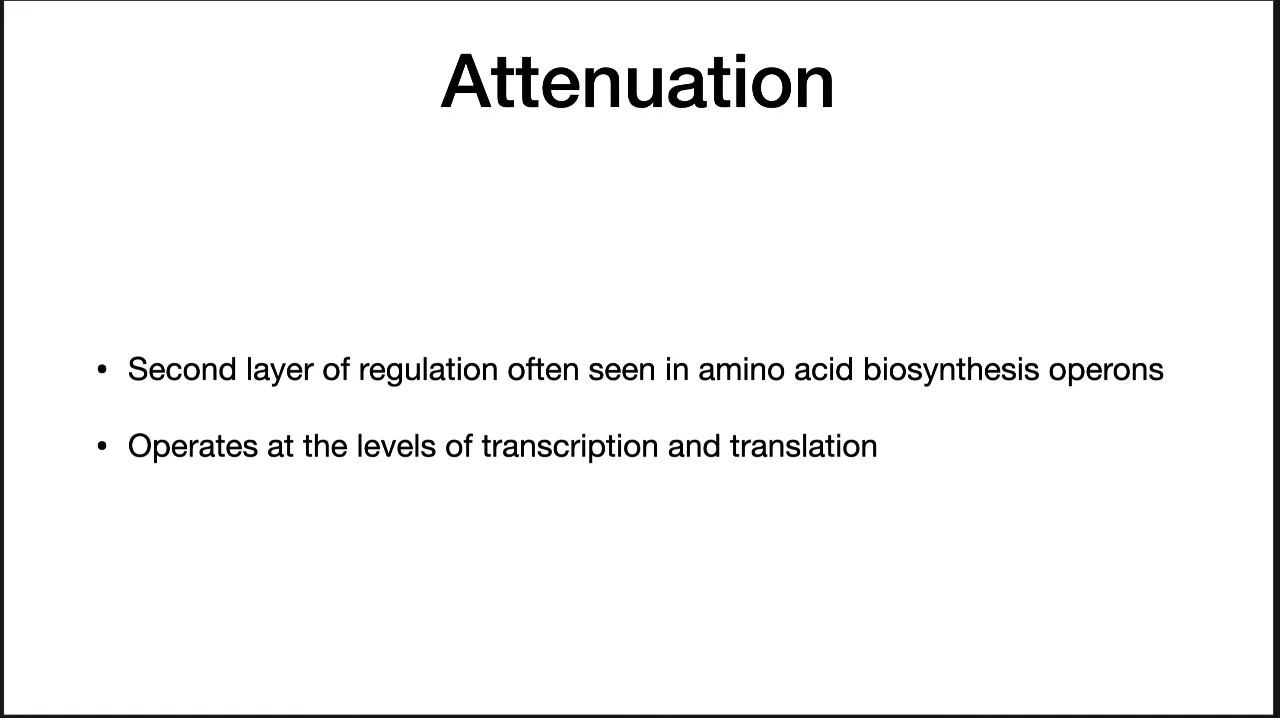 Attenuation
• Second layer of regulation often seen in amino acid biosynthesis operons
• Operates at the levels of transcription and translation